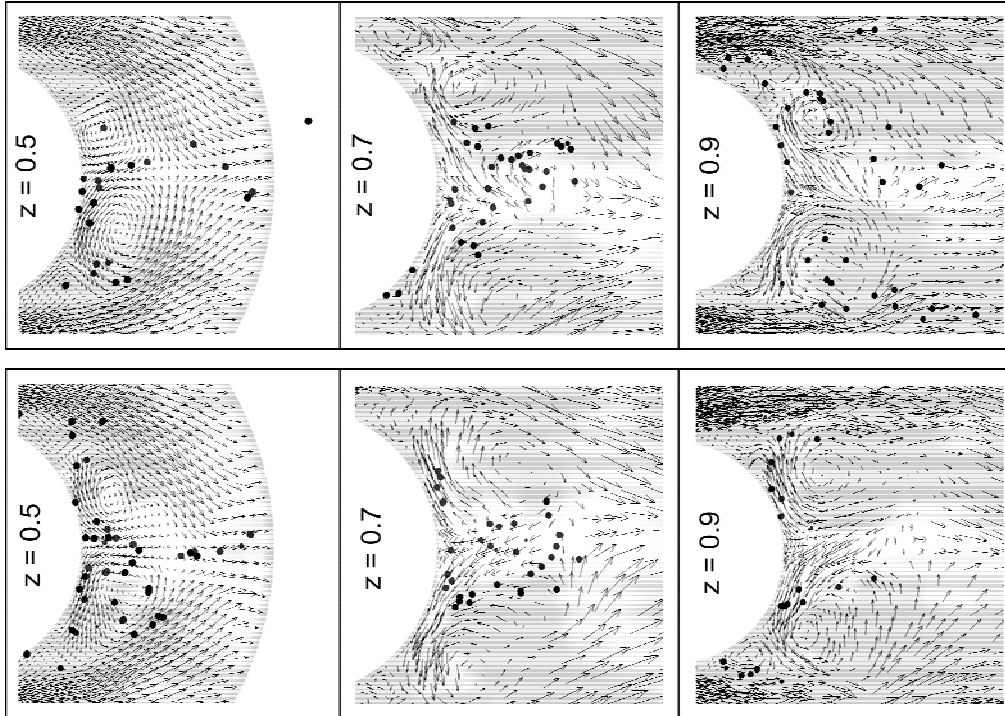 z = 0.5
z = 0.7
z = 0.9
z = 0.5
z = 0.7
z = 0.9